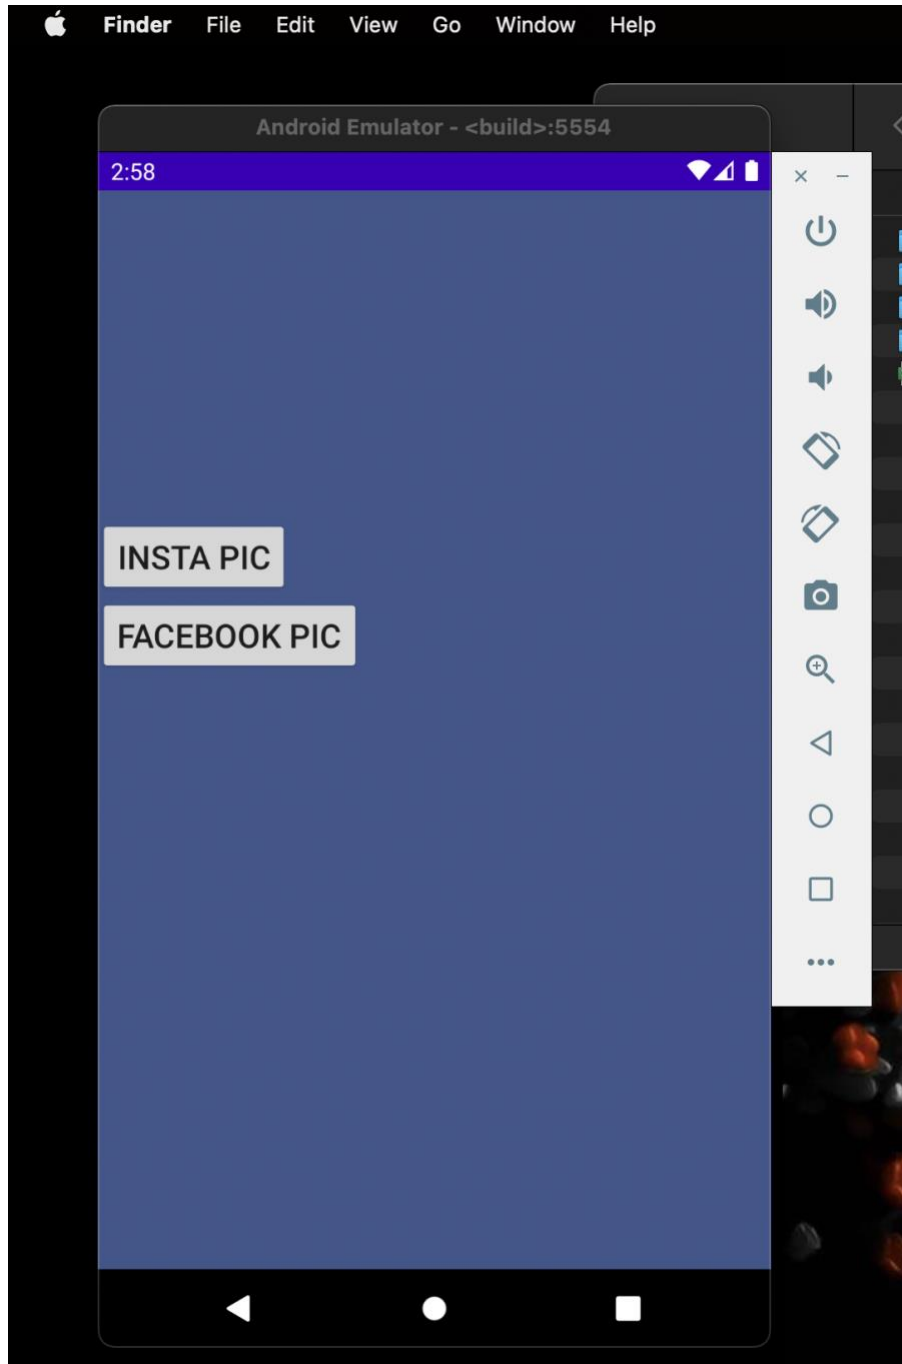 Finder File Edit View Go Window Help
Android Emulator - <build>:5554
2:58
INSTA PIC
FACEBOOK PIC